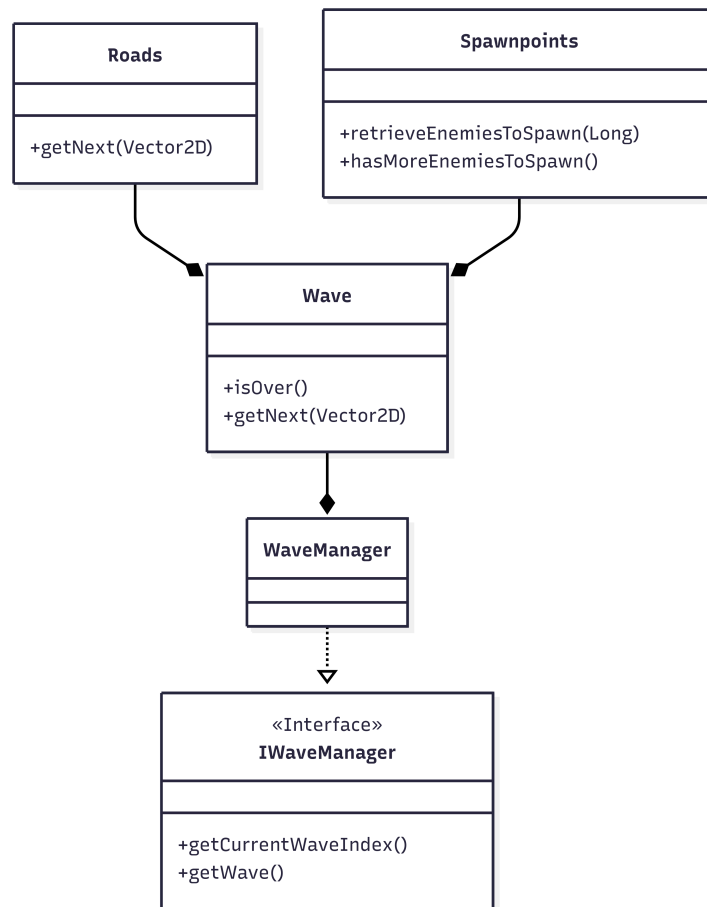 Roads
+getNext(Vector2D)
Spawnpoints
+retrieveEnemiesToSpawn(Long)
+hasMoreEnemiesToSpawn()
Wave
+isOver()
+getNext(Vector2D)
WaveManager
«Interface»
IWaveManager
+getCurrentWaveIndex()
+getWave()